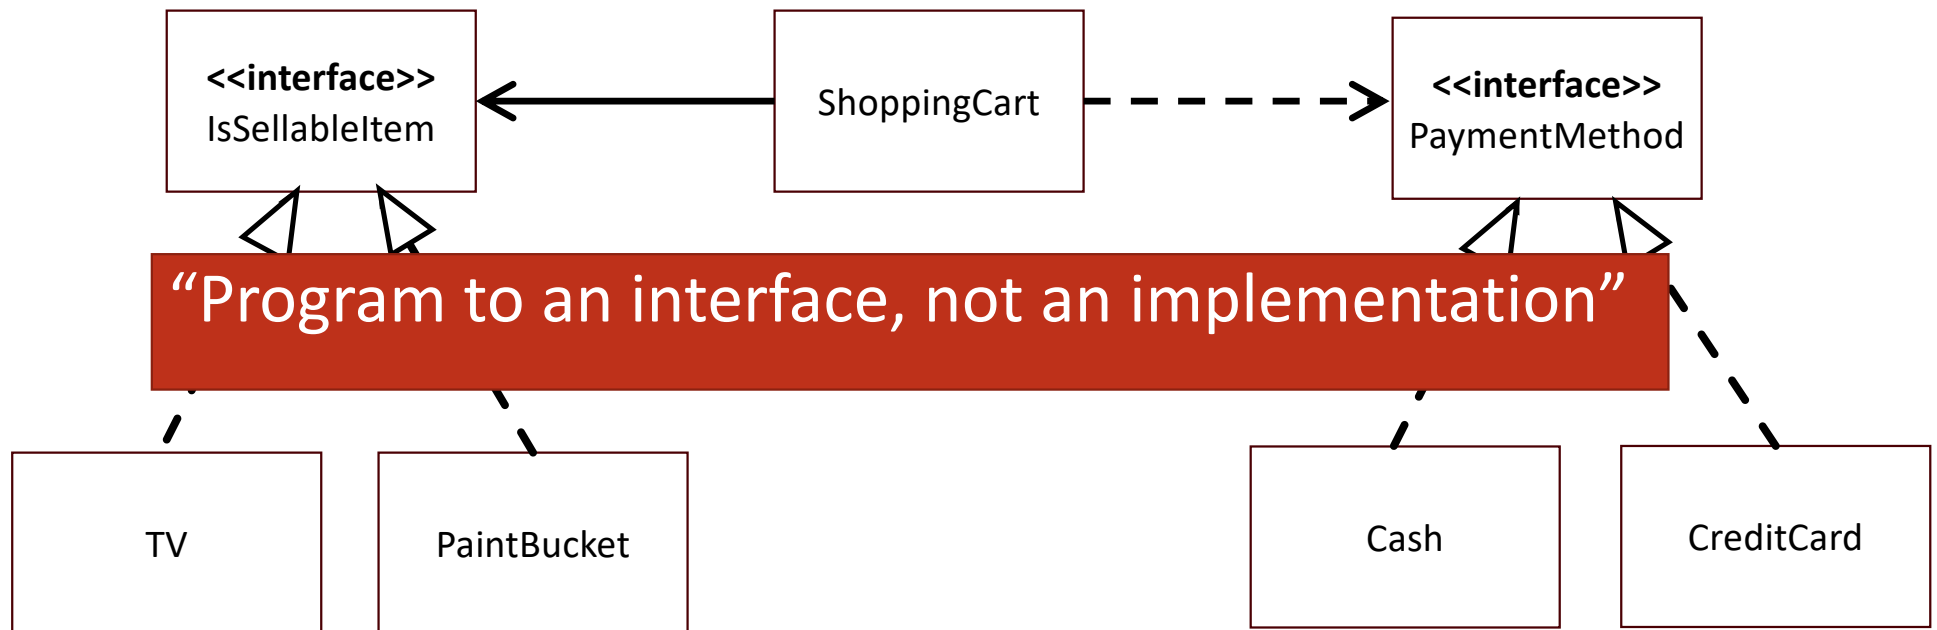 <<interface>>
IsSellableItem
ShoppingCart
<<interface>>
PaymentMethod
“Program to an interface, not an implementation”
TV
PaintBucket
Cash
CreditCard